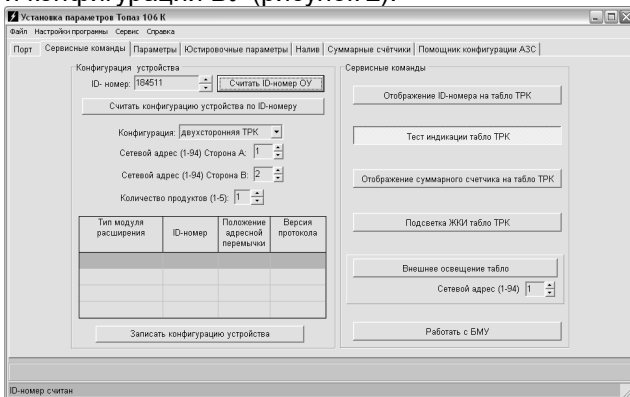 и конфигурации БУ (рисунок 2).
Установка параметров Топаз 106 К
Файл Настройки программы Сервис Справка
Порт Сервисные команды Параметры Юстировочные параметры Налив Суммарные счётчики Помощник конфигурации АЗС
Конфигурация устройства
ID- номер: 184511 Считать ID-номер ОУ
Считать конфигурацию устройства по ID-номеру
Конфигурация: двухсторонняя ТРК
Сетевой адрес (1-94) Сторона А: 1
Сетевой адрес (1-94) Сторона В: 2
Количество продуктов (1-5): 1
Тип модуля расширения ID-номер Положение адресной перемычки Версия протокола
Записать конфигурацию устройства
Сервисные команды
Отображение ID-номера на табло ТРК
Тест индикации табло ТРК
Отображение суммарного счетчика на табло ТРК
Подсветка ЖКИ табло ТРК
Внешнее освещение табло
Сетевой адрес (1-94) 1
Работать с БМУ
ID-номер считан